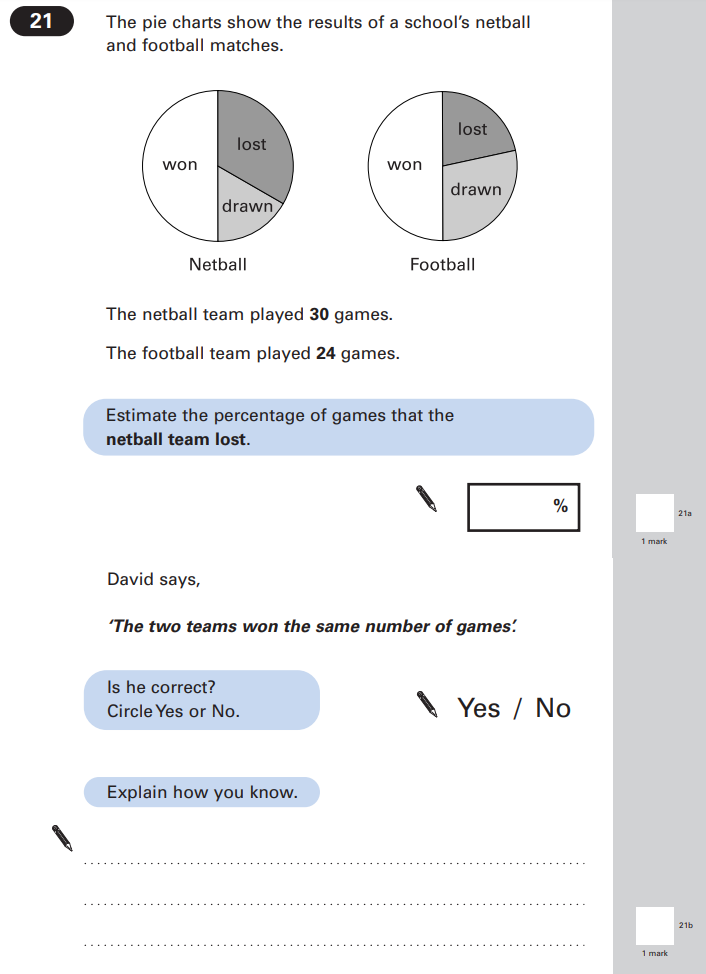 21
The pie charts show the results of a school's netball
and football matches.
won
lost
drawn
Netball
won
lost
drawn
Football
The netball team played 30 games.
The football team played 24 games.
Estimate the percentage of games that the
netball team lost.
%
21a
1 mark
David says,
‘The two teams won the same number of games’.
Is he correct?
Circle Yes or No.
Yes / No
Explain how you know.
21b
1 mark